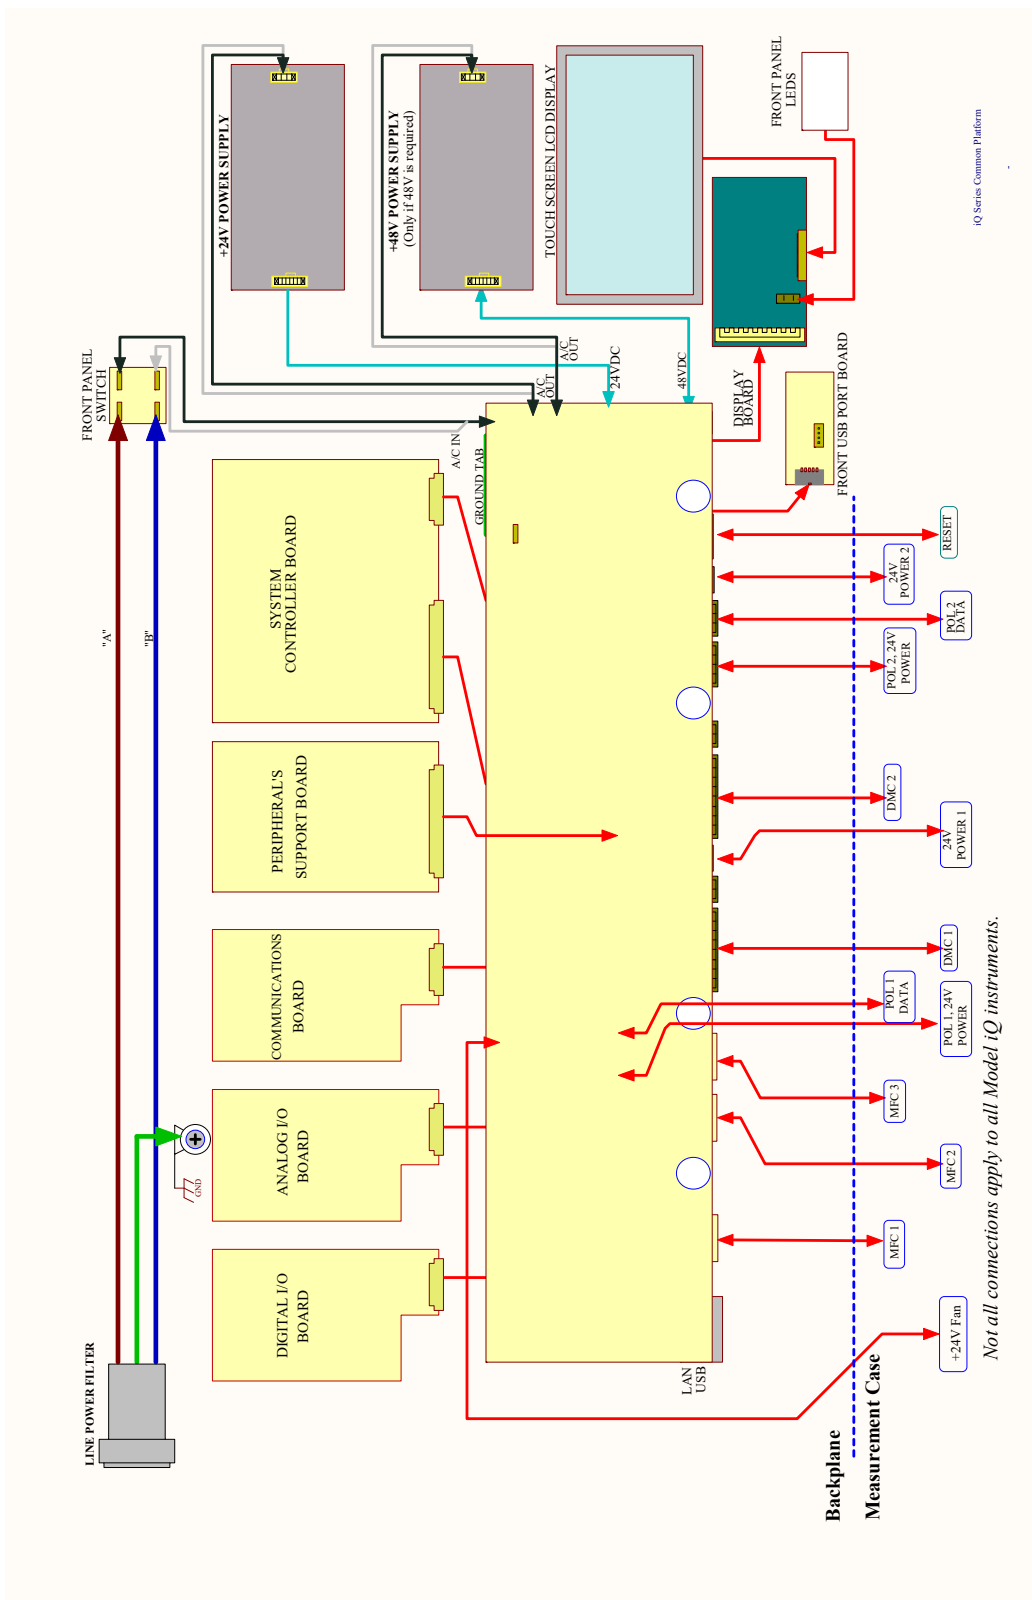 LINE POWER FILTER
"A"
"B"
GND
FRONT PANEL
SWITCH
+24V POWER SUPPLY
+48V POWER SUPPLY
(Only if 48V is required)
TOUCH SCREEN LCD DISPLAY
FRONT PANEL
LEDS
DIGITAL I/O
BOARD
ANALOG I/O
BOARD
COMMUNICATIONS
BOARD
PERIPHERAL'S
SUPPORT BOARD
SYSTEM
CONTROLLER BOARD
A/C IN
GROUND TAB
A/C
OUT
A/C
OUT
24VDC
48VDC
DISPLAY
BOARD
FRONT USB PORT BOARD
LAN
USB
Backplane
Measurement Case
+24V Fan
MFC 1
MFC 2
MFC 3
POL 1, 24V
POWER
POL 1
DATA
DMC 1
24V
POWER 1
DMC 2
POL 2, 24V
POWER
POL 2
DATA
24V
POWER 2
RESET
Not all connections apply to all Model iQ instruments.
iQ Series Common Platform
-